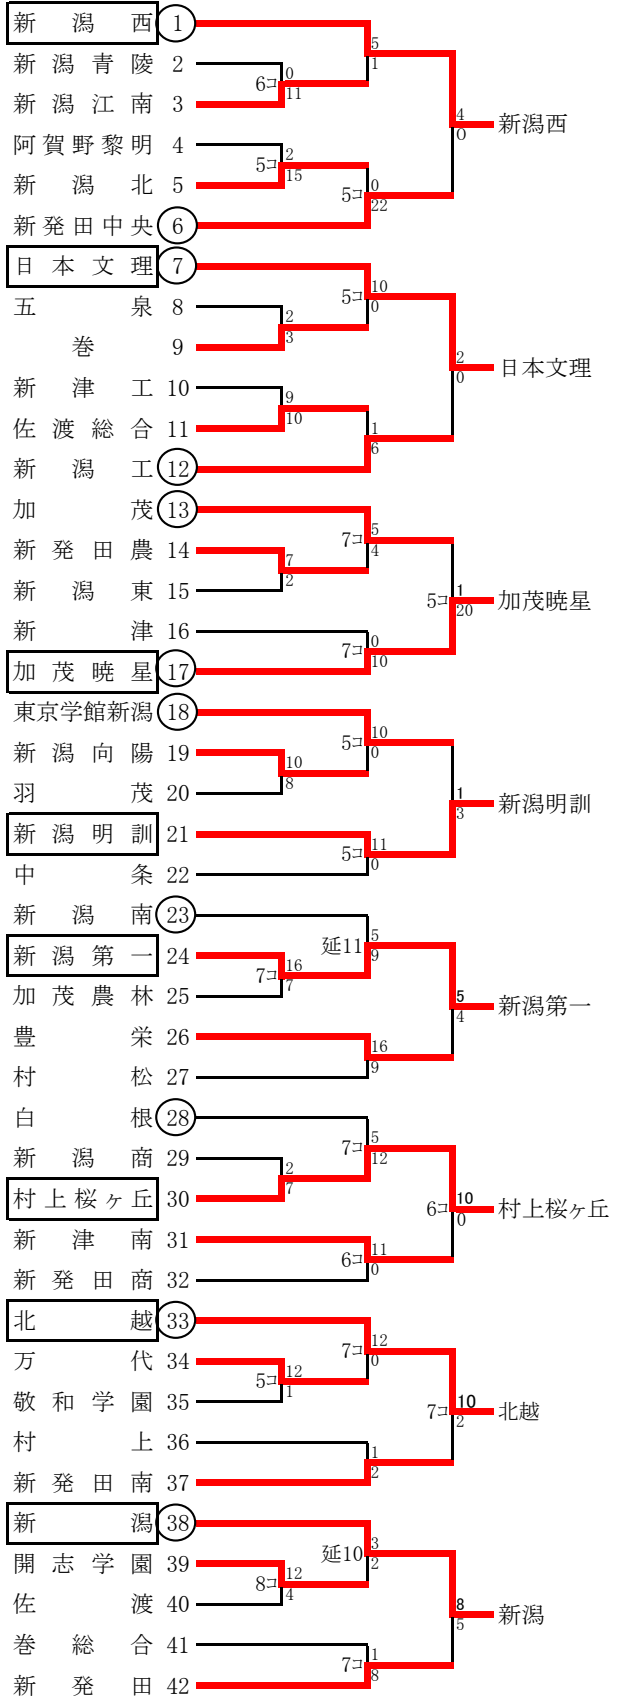 新潟西 1
5
新潟青陵 2
1
0
6コ
新潟江南 3
11
4
新潟西
0
阿賀野黎明 4
2
5コ
新潟北 5
15
0
5コ
22
新発田中央 6
日本文理 7
10
5コ
0
五泉 8
2
3
巻 9
2
日本文理
0
新津工 10
9
佐渡総合 11
10
1
6
新潟工 12
加茂 13
5
7コ
4
新発田農 14
7
2
新潟東 15
1
5コ
20
加茂暁星
新津 16
0
7コ
10
加茂暁星 17
東京学館新潟 18
10
5コ
0
新潟向陽 19
10
8
羽茂 20
1
新潟明訓
3
新潟明訓 21
11
5コ
0
中条 22
新潟南 23
5
延11
9
新潟第一 24
16
7コ
7
加茂農林 25
5
新潟第一
4
豊栄 26
16
9
村松 27
白根 28
5
7コ
12
新潟商 29
2
7
村上桜ヶ丘 30
10
6コ
0
村上桜ヶ丘
新津南 31
11
6コ
0
新発田商 32
北越 33
12
7コ
0
万代 34
12
5コ
1
敬和学園 35
10
7コ
2
北越
村上 36
1
2
新発田南 37
新潟 38
3
延10
2
開志学園 39
12
8コ
4
佐渡 40
8
新潟
5
巻総合 41
1
7コ
8
新発田 42